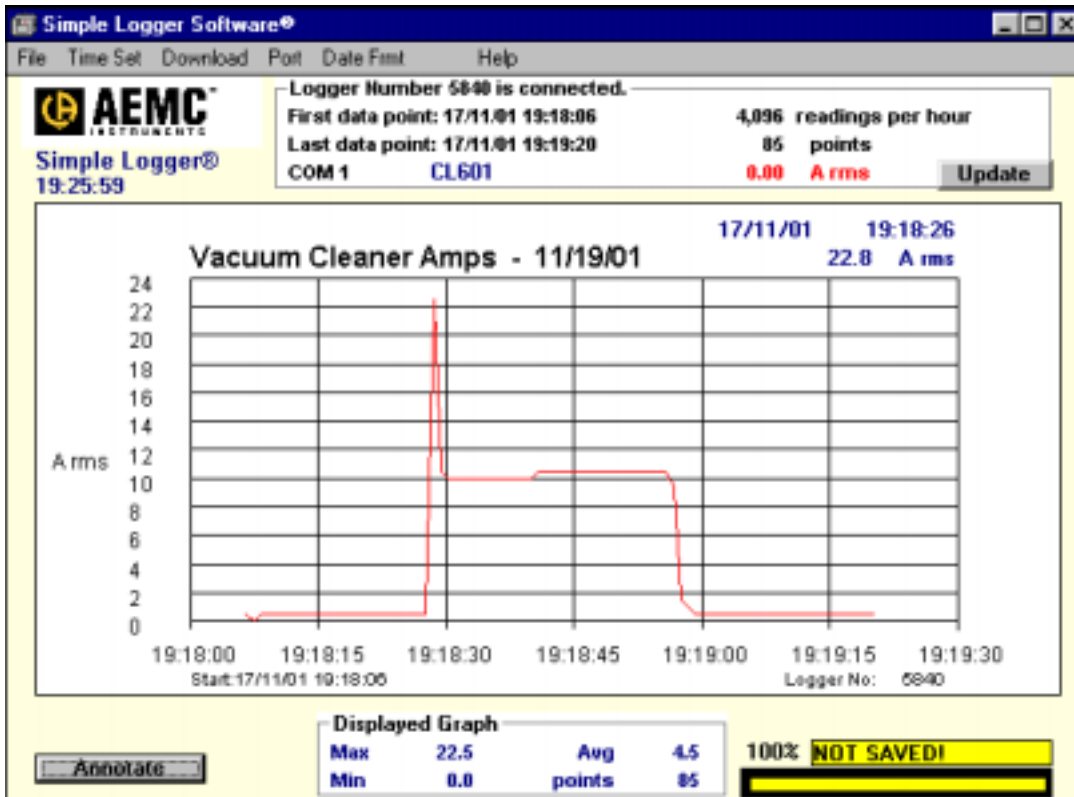 Simple Logger Software®
File Time Set Download Port Date Frmt Help
AEMC
INSTRUMENTS
Simple Logger®
19:25:59
Logger Number 5840 is connected.
First data point: 17/11/01 19:18:06 4,096 readings per hour
Last data point: 17/11/01 19:19:20 85 points
COM 1 CL601 0.00 A rms Update
17/11/01 19:18:26
Vacuum Cleaner Amps - 11/19/01
22.8 A rms
24
22
20
18
16
14
A rms 12
10
8
6
4
2
0
19:18:00 19:18:15 19:18:30 19:18:45 19:19:00 19:19:15 19:19:30
Start:17/11/01 19:18:06 Logger No: 5840
Displayed Graph
Max 22.5 Avg 4.5
Min 0.0 points 85
Annotate
100% NOT SAVED!